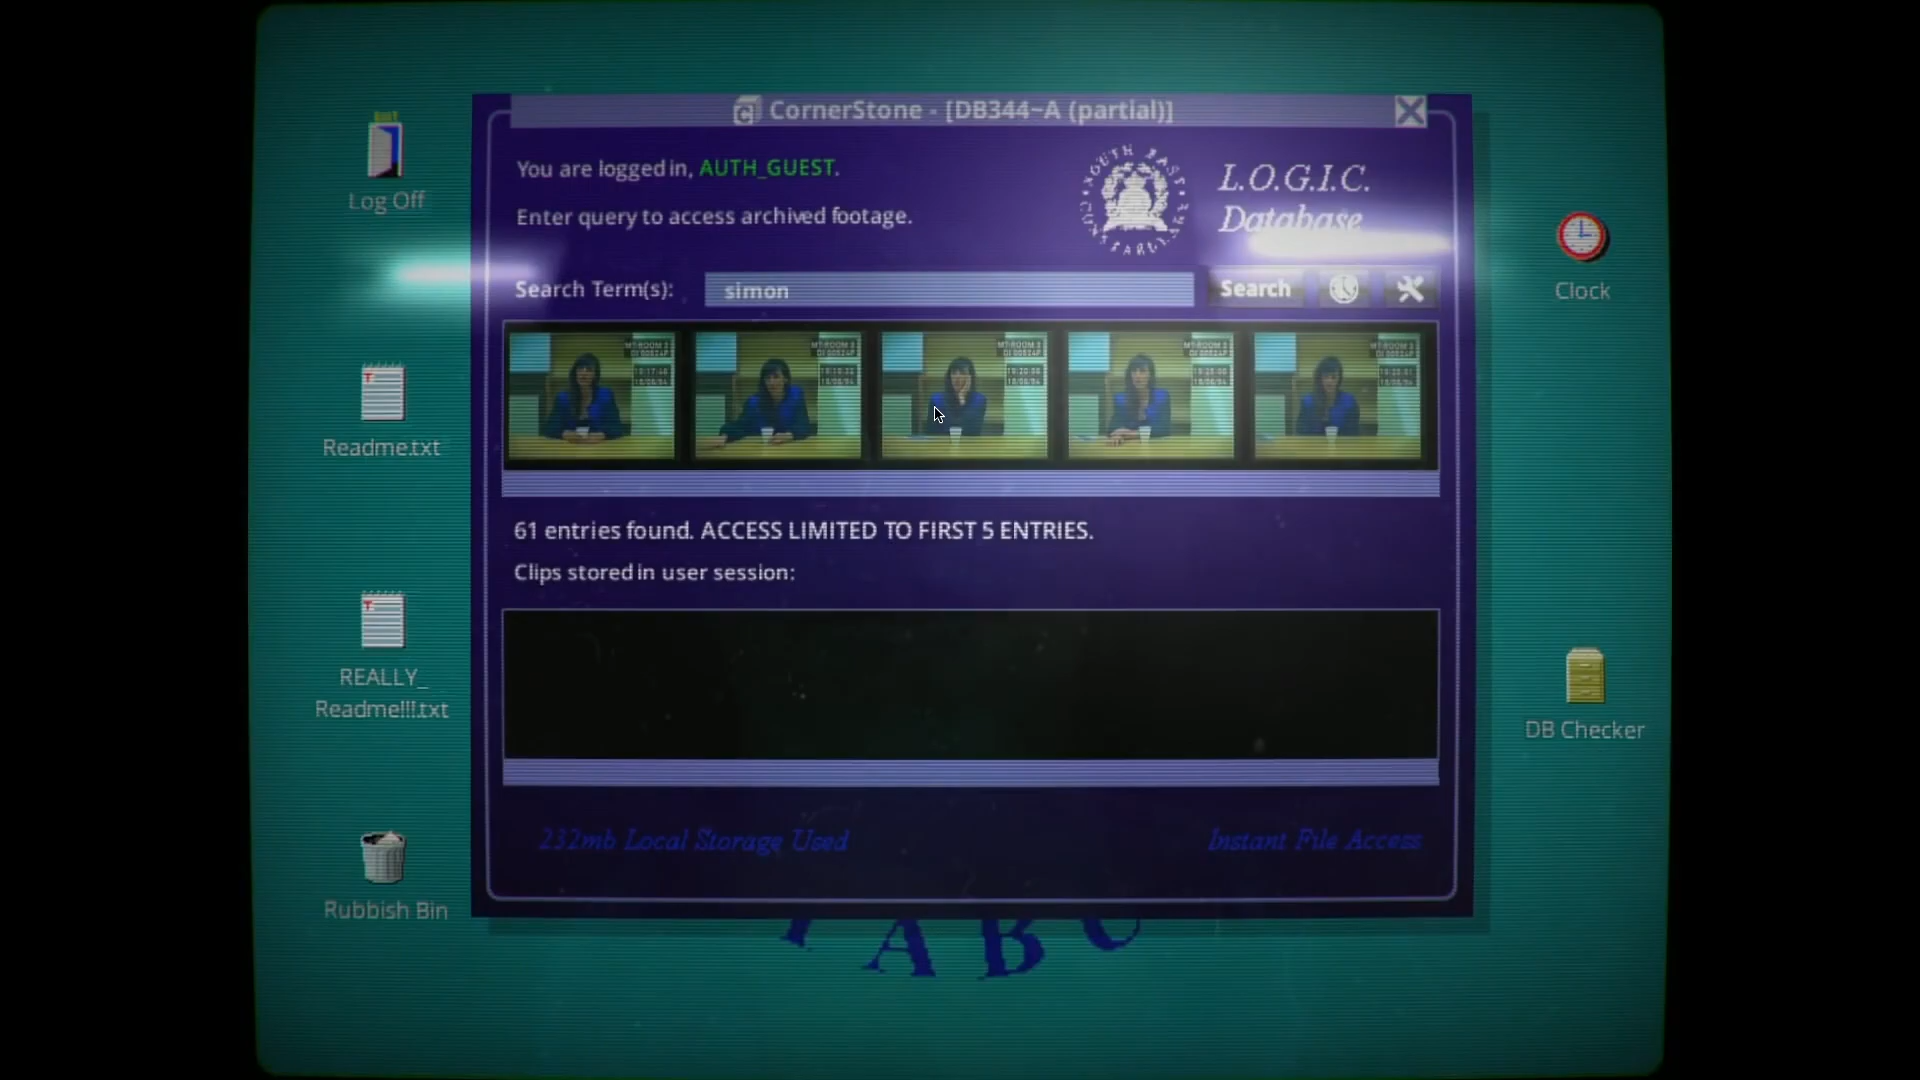 CornerStone - [DB344-A (partial)]
You are logged in, AUTH_GUEST.
Enter query to access archived footage.
SOUTH EAST
L.O.G.I.C.
Database
Search Term(s):
simon
Search
61 entries found. ACCESS LIMITED TO FIRST 5 ENTRIES.
Clips stored in user session:
232mb Local Storage Used
Instant File Access
Log Off
Readme.txt
REALLY_
Readme!!!.txt
Rubbish Bin
Clock
DB Checker